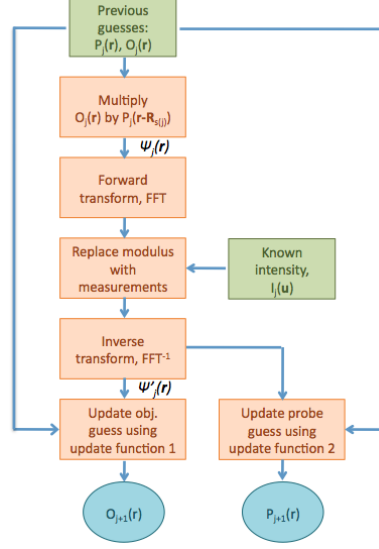 Previous
guesses:
Pj(r), Oj(r)
Multiply
Oj(r) by Pj(r-Rs(j))
Ψj(r)
Forward
transform, FFT
Replace modulus
with
measurements
Known
intensity,
Ij(u)
Inverse
transform, FFT-1
Ψ'j(r)
Update obj.
guess using
update function 1
Update probe
guess using
update function 2
Oj+1(r)
Pj+1(r)